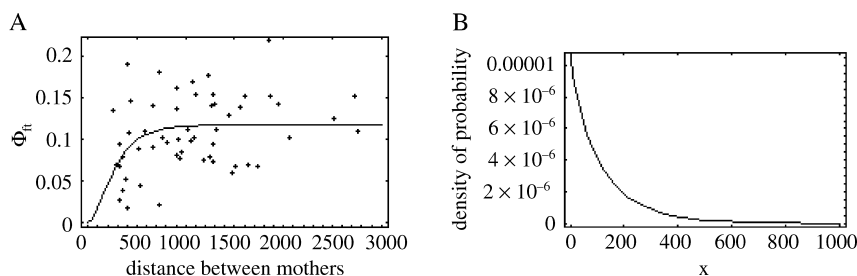 A
Φft
0.2
0.15
0.1
0.05
0
0 500 1000 1500 2000 2500 3000
distance between mothers
B
density of probability
0.00001
8 × 10⁻⁶
6 × 10⁻⁶
4 × 10⁻⁶
2 × 10⁻⁶
0
0 200 400 600 800 1000
x